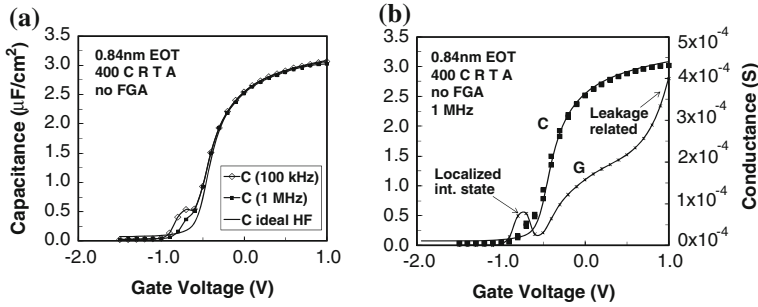 (a)
3.5
3.0
2.5
2.0
1.5
1.0
0.5
0.0
Capacitance (μF/cm²)
0.84nm EOT
400 C R T A
no FGA
C (100 kHz)
C (1 MHz)
C ideal HF
-2.0
-1.0
0.0
1.0
Gate Voltage (V)
(b)
3.5
3.0
2.5
2.0
1.5
1.0
0.5
0.0
0.84nm EOT
400 C R T A
no FGA
1 MHz
C
Leakage
related
Localized
int. state
G
5x10⁻⁴
4x10⁻⁴
3x10⁻⁴
2x10⁻⁴
1x10⁻⁴
0x10⁻⁴
Conductance (S)
-2.0
-1.0
0.0
1.0
Gate Voltage (V)